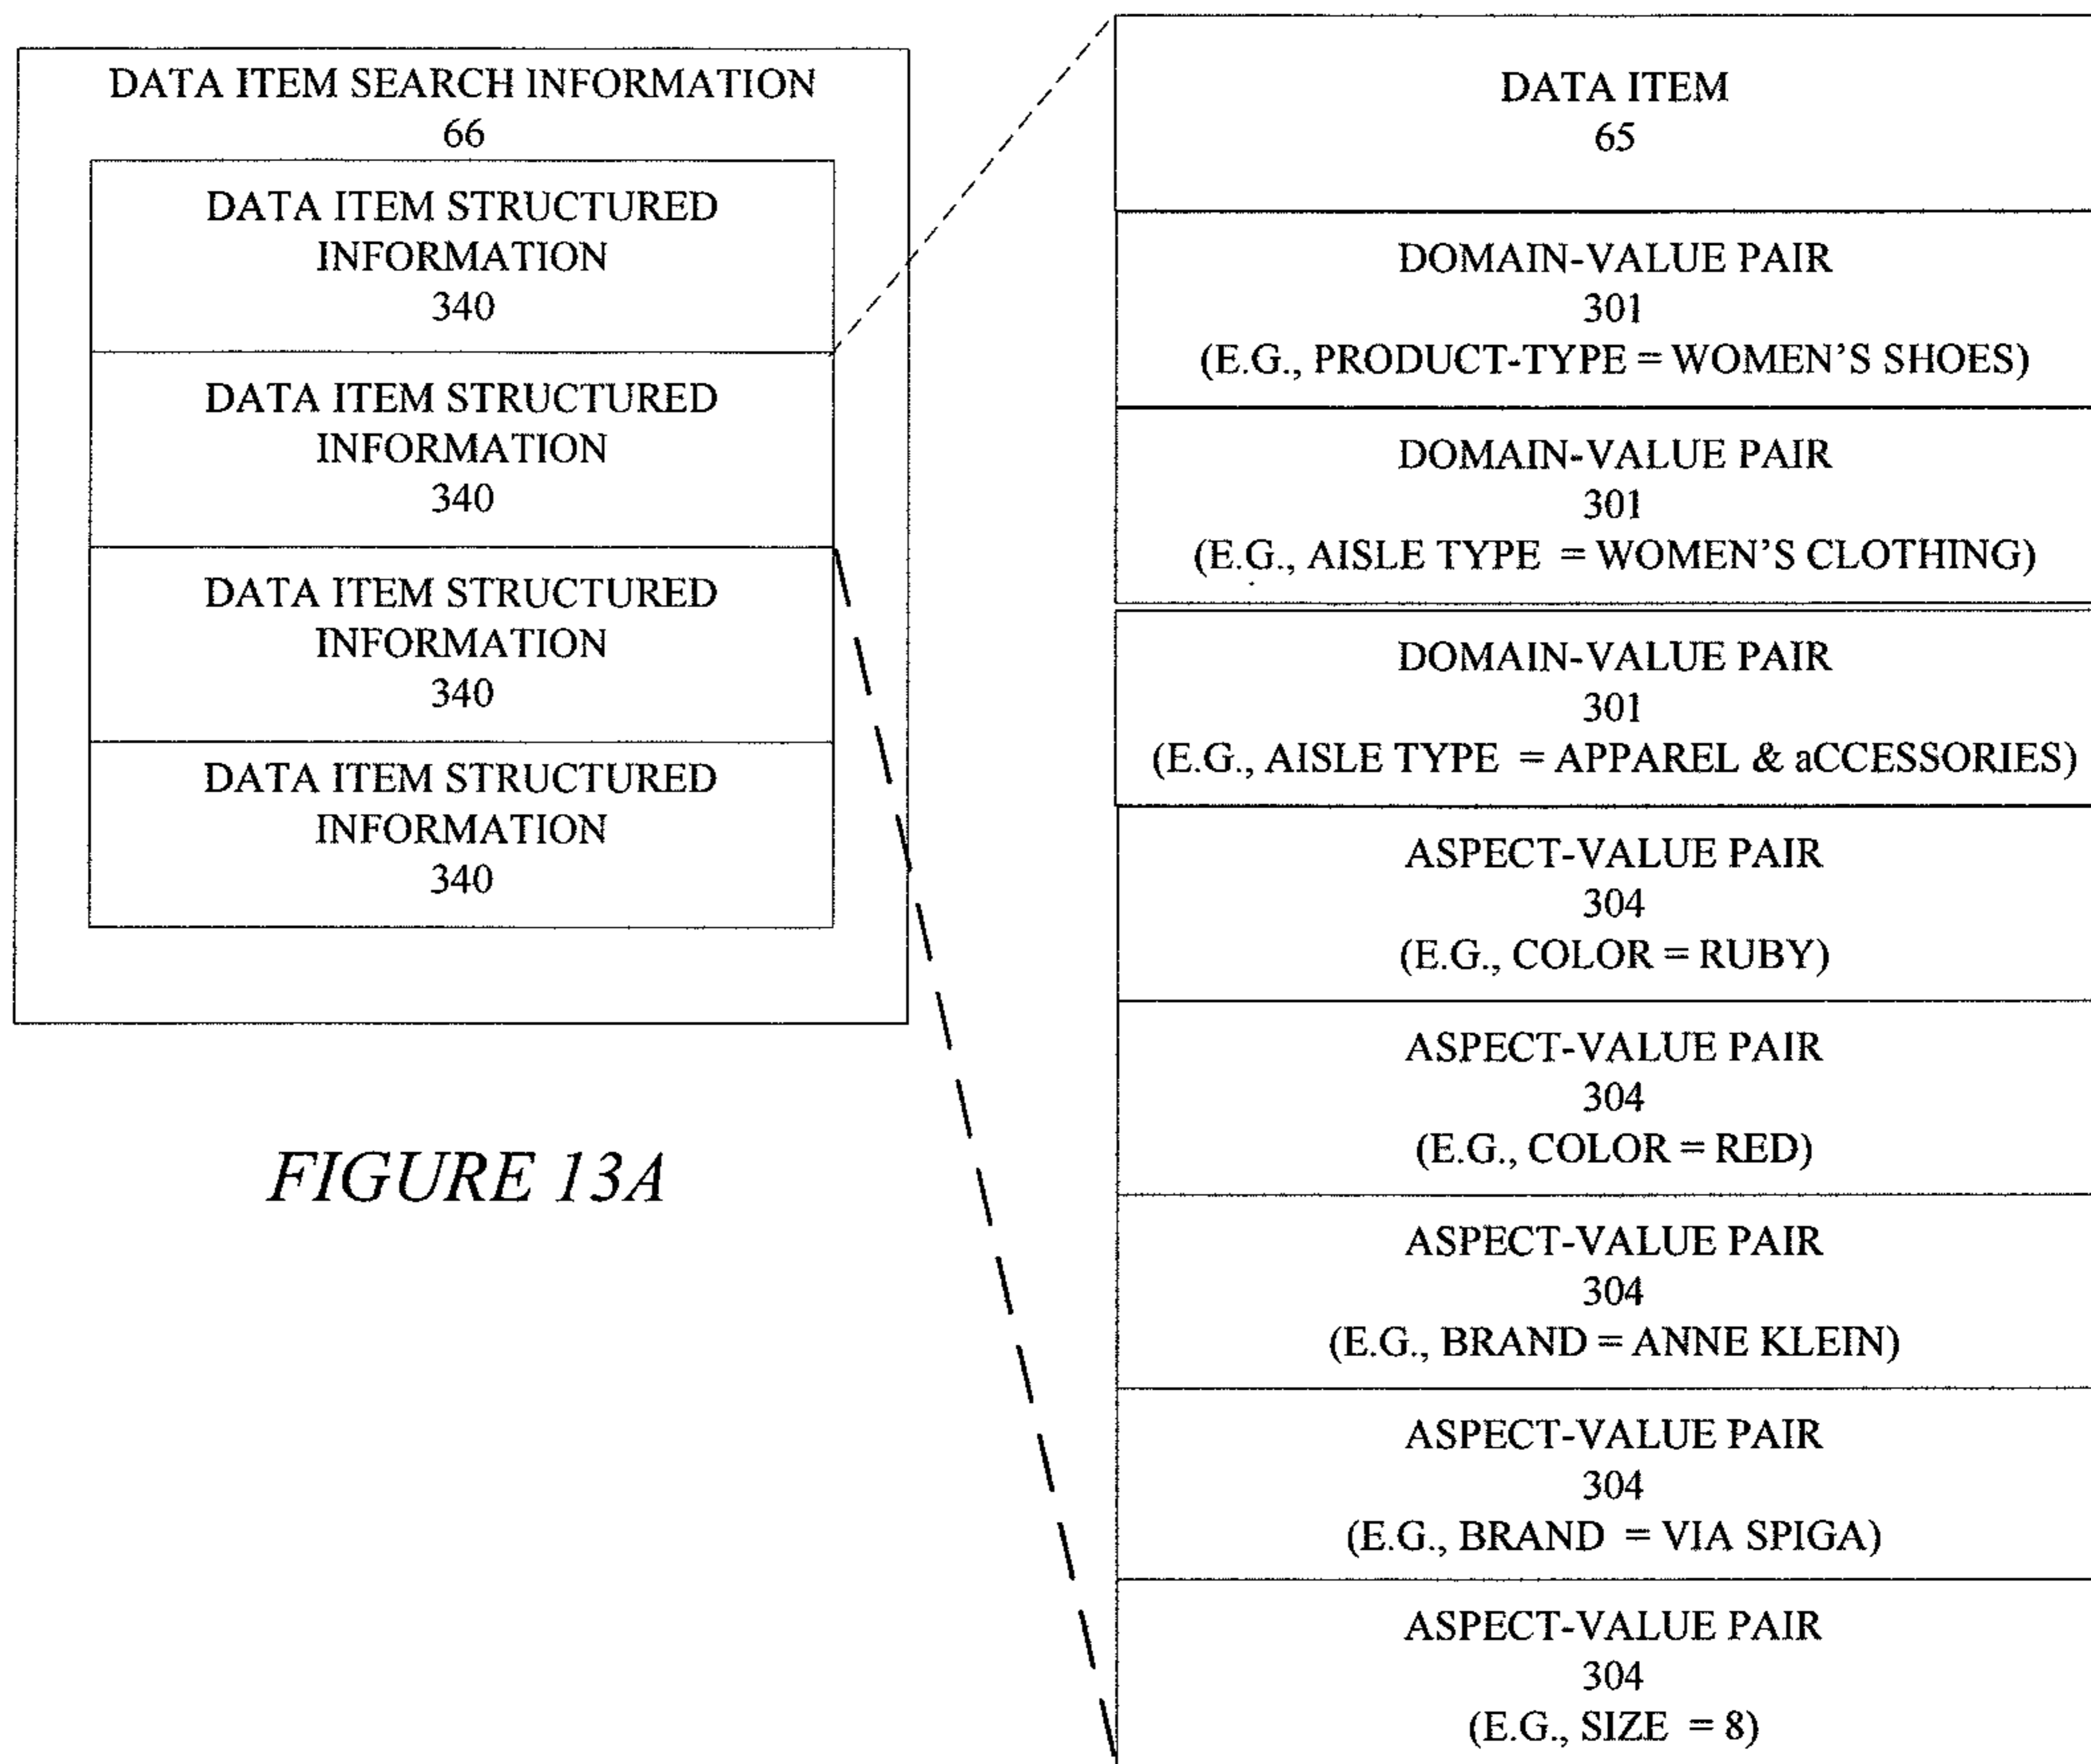 DATA ITEM SEARCH INFORMATION
66
DATA ITEM STRUCTURED
INFORMATION
340
DATA ITEM STRUCTURED
INFORMATION
340
DATA ITEM STRUCTURED
INFORMATION
340
DATA ITEM STRUCTURED
INFORMATION
340
FIGURE 13A
DATA ITEM
65
DOMAIN-VALUE PAIR
301
(E.G., PRODUCT-TYPE = WOMEN'S SHOES)
DOMAIN-VALUE PAIR
301
(E.G., AISLE TYPE = WOMEN'S CLOTHING)
DOMAIN-VALUE PAIR
301
(E.G., AISLE TYPE = APPAREL & aCCESSORIES)
ASPECT-VALUE PAIR
304
(E.G., COLOR = RUBY)
ASPECT-VALUE PAIR
304
(E.G., COLOR = RED)
ASPECT-VALUE PAIR
304
(E.G., BRAND = ANNE KLEIN)
ASPECT-VALUE PAIR
304
(E.G., BRAND = VIA SPIGA)
ASPECT-VALUE PAIR
304
(E.G., SIZE = 8)